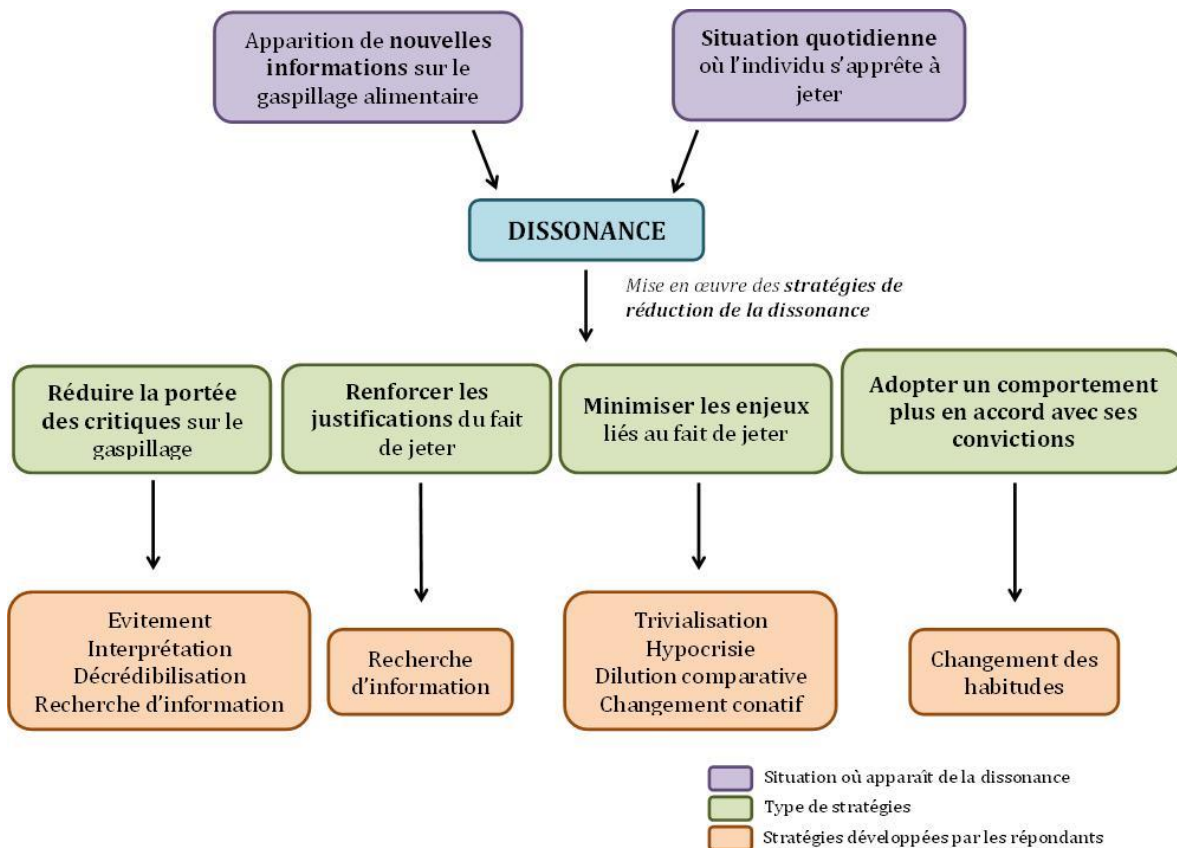 Apparition de nouvelles
informations sur le
gaspillage alimentaire
Situation quotidienne
où l'individu s'apprête à
jeter
DISSONANCE
Mise en œuvre des stratégies de
réduction de la dissonance
Réduire la portée
des critiques sur le
gaspillage
Renforcer les
justifications du fait
de jeter
Minimiser les enjeux
liés au fait de jeter
Adopter un comportement
plus en accord avec ses
convictions
Evitement
Interprétation
Décrédibilisation
Recherche d'information
Recherche
d'information
Trivialisation
Hypocrisie
Dilution comparative
Changement conatif
Changement des
habitudes
Situation où apparaît de la dissonance
Type de stratégies
Stratégies développées par les répondants